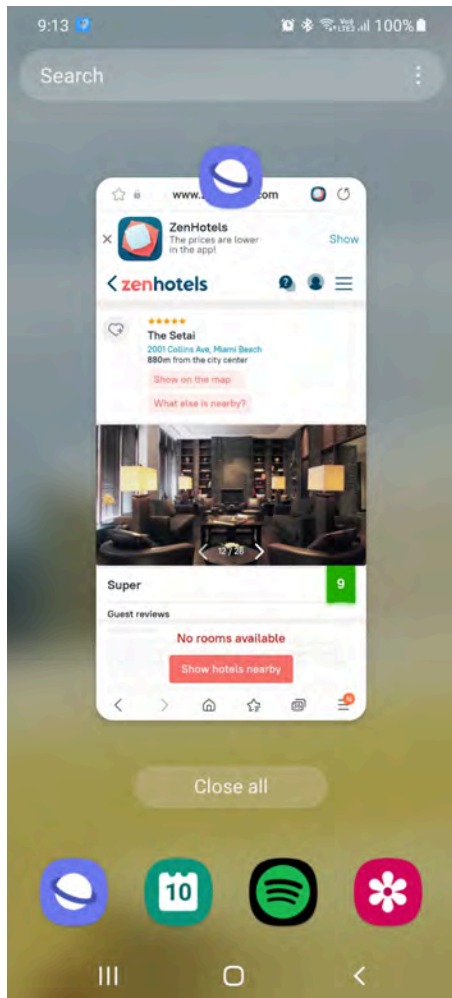 9:13
100%
Search
ZenHotels
The prices are lower
in the app!
Show
zenhotels
The Setai
2001 Collins Ave, Miami Beach
880m from the city center
Show on the map
What else is nearby?
12/28
Super
9
Guest reviews
No rooms available
Show hotels nearby
Close all
10